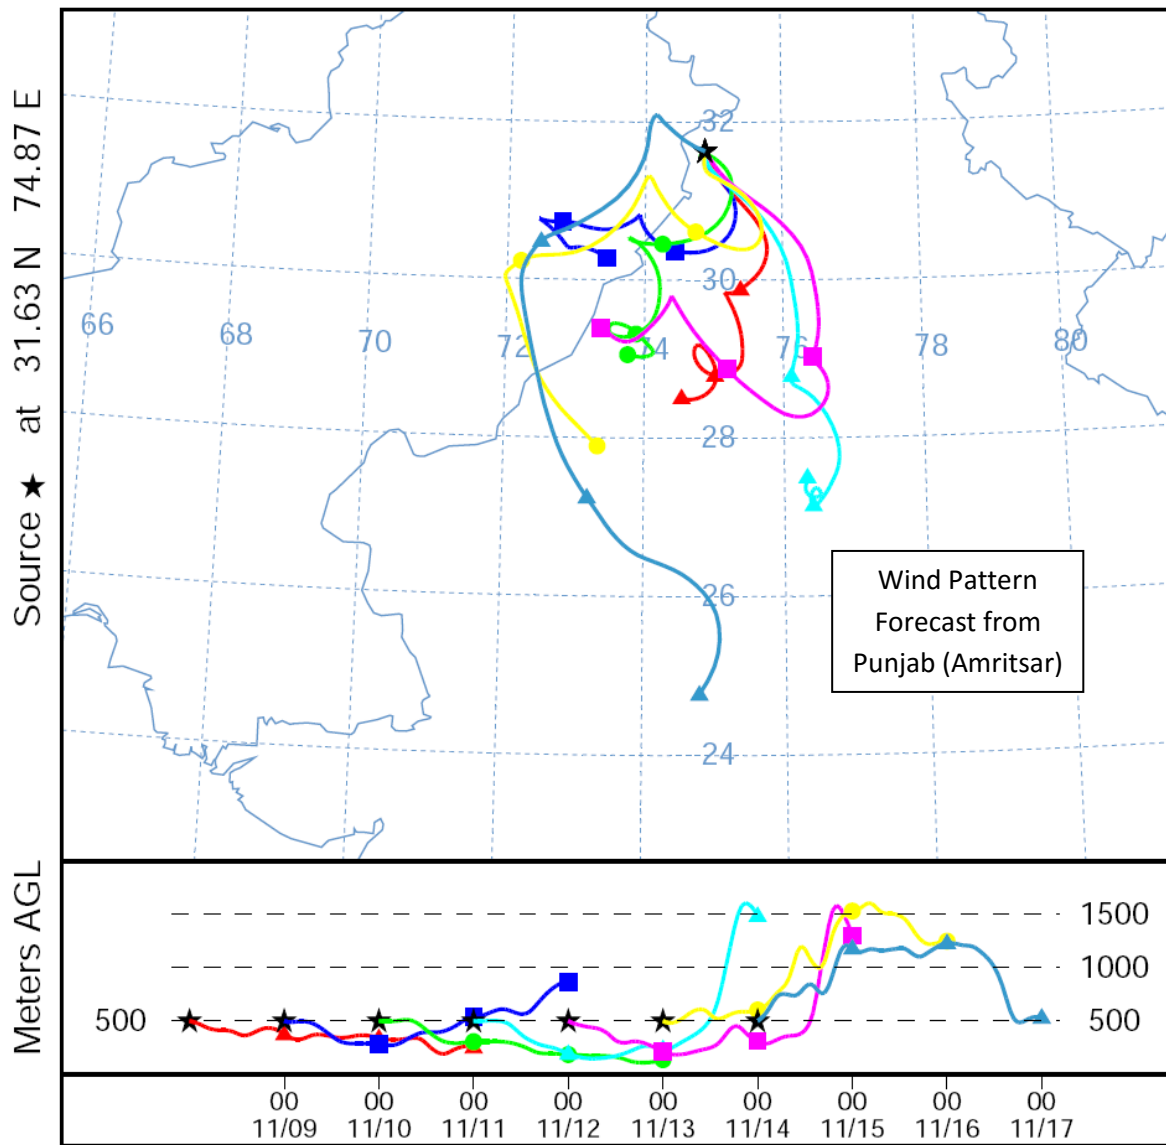 Source ★ at 31.63 N 74.87 E
32
30
66 68 70 72 74 76 78 80
28
26
24
Wind Pattern
Forecast from
Punjab (Amritsar)
Meters AGL
1500
1000
500 500
00 00 00 00 00 00 00 00 00
11/09 11/10 11/11 11/12 11/13 11/14 11/15 11/16 11/17